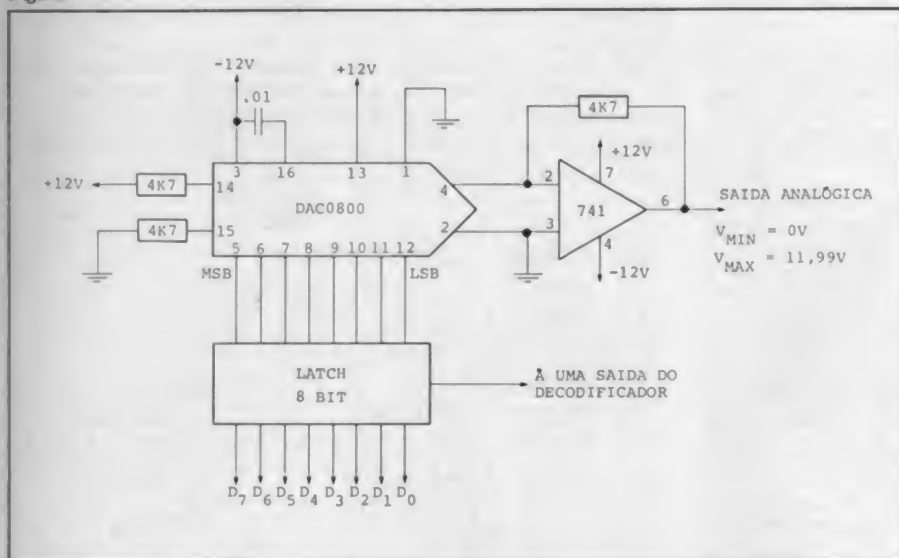 -12V
+12V
.01
4K7
3 16 13 1
+12V
4K7
14
4
2
7
+12V
DAC0800
741
6
SAIDA ANALÓGICA
4K7
15
2
3
4
V MIN = 0V
5 6 7 8 9 10 11 12
-12V
V MAX = 11,99V
MSB
LSB
LATCH
8 BIT
À UMA SAIDA DO
DECODIFICADOR
D7 D6 D5 D4 D3 D2 D1 D0